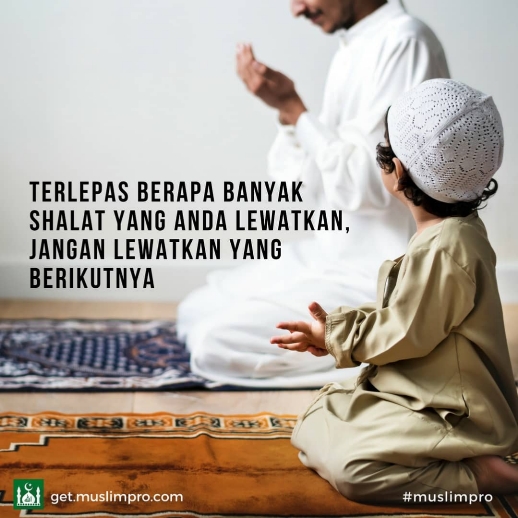 TERLEPAS BERAPA BANYAK
SHALAT YANG ANDA LEWATKAN,
JANGAN LEWATKAN YANG
BERIKUTNYA
get.muslimpro.com
#muslimpro